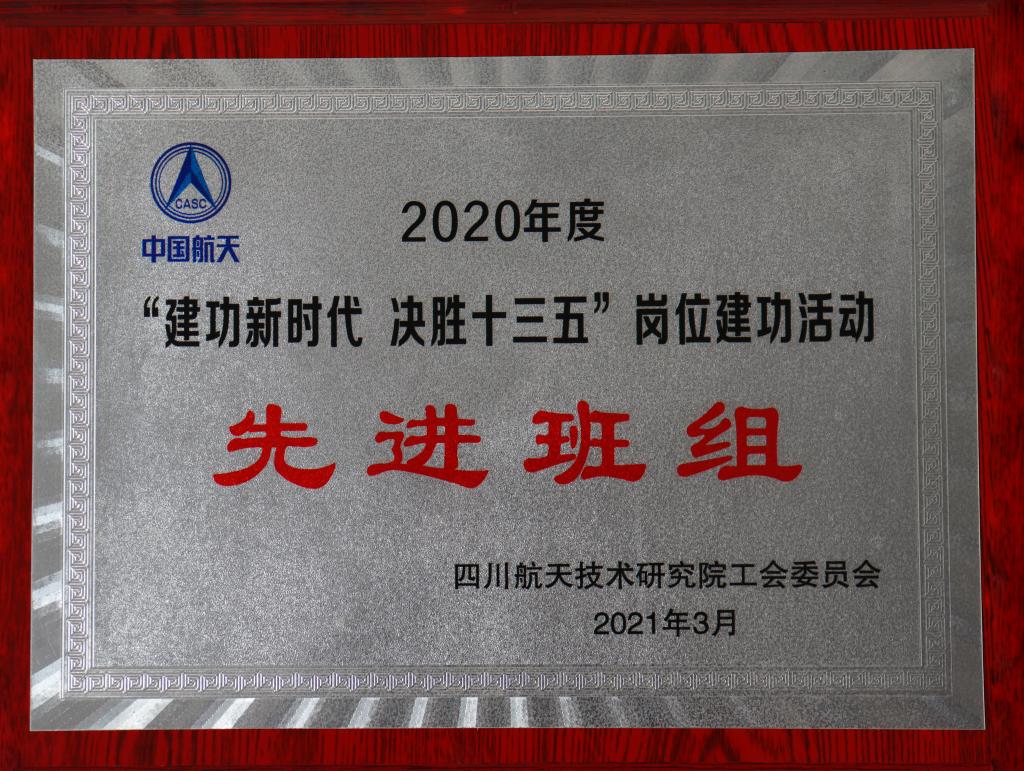 CASC
中国航天
2020年度
“建功新时代 决胜十三五”岗位建功活动
先进班组
四川航天技术研究院工会委员会
2021年3月